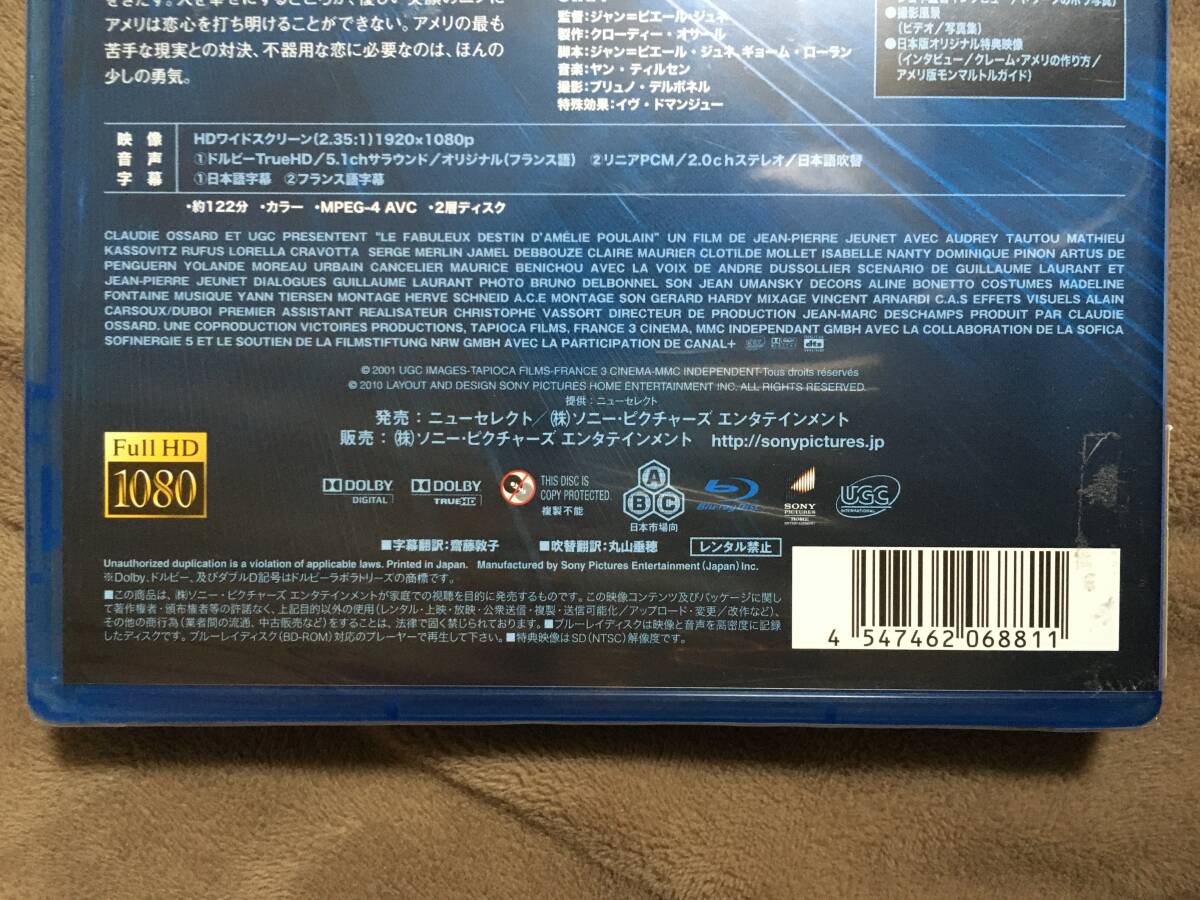 アメリは恋心を打ち明けることができない。アメリの最も
苦手な現実との対決、不器用な恋に必要なのは、ほんの
少しの勇気。
監督:ジャン=ピエール・ジュネ
製作:クローディー・オサール
脚本:ジャン=ピエール・ジュネ、ギョーム・ローラン
音楽:ヤン・ティルセン
撮影:ブリュノ・デルボネル
特殊効果:イヴ・ドマンジュー
●撮影風景
(ビデオ/写真集)
●日本版オリジナル特典映像
(インタビュー/クレーム・アメリの作り方/
アメリ版モンマルトルガイド)
映像 HDワイドスクリーン(2.35:1)1920×1080p
音声 ①ドルビーTrueHD/5.1chサラウンド/オリジナル(フランス語) ②リニアPCM/2.0chステレオ/日本語吹替
字幕 ①日本語字幕 ②フランス語字幕
・約122分 ・カラー ・MPEG-4 AVC ・2層ディスク
CLAUDIE OSSARD ET UGC PRESENTENT "LE FABULEUX DESTIN D'AMÉLIE POULAIN" UN FILM DE JEAN-PIERRE JEUNET AVEC AUDREY TAUTOU MATHIEU
KASSOVITZ RUFUS LORELLA CRAVOTTA SERGE MERLIN JAMEL DEBBOUZE CLAIRE MAURIER CLOTILDE MOLLET ISABELLE NANTY DOMINIQUE PINON ARTUS DE
PENGUERN YOLANDE MOREAU URBAIN CANCELIER MAURICE BENICHOU AVEC LA VOIX DE ANDRE DUSSOLLIER SCENARIO DE GUILLAUME LAURANT ET
JEAN-PIERRE JEUNET DIALOGUES GUILLAUME LAURANT PHOTO BRUNO DELBONNEL SON JEAN UMANSKY DECORS ALINE BONETTO COSTUMES MADELINE
FONTAINE MUSIQUE YANN TIERSEN MONTAGE HERVE SCHNEID A.C.E MONTAGE SON GERARD HARDY MIXAGE VINCENT ARNARDI C.A.S EFFETS VISUELS ALAIN
CARSOUX/DUBOI PREMIER ASSISTANT REALISATEUR CHRISTOPHE VASSORT DIRECTEUR DE PRODUCTION JEAN-MARC DESCHAMPS PRODUIT PAR CLAUDIE
OSSARD. UNE COPRODUCTION VICTOIRES PRODUCTIONS, TAPIOCA FILMS, FRANCE 3 CINEMA, MMC INDEPENDANT GMBH AVEC LA COLLABORATION DE LA SOFICA
SOFINERGIE 5 ET LE SOUTIEN DE LA FILMSTIFTUNG NRW GMBH AVEC LA PARTICIPATION DE CANAL+ dts
© 2001 UGC IMAGES-TAPIOCA FILMS-FRANCE 3 CINEMA-MMC INDEPENDENT-Tous droits réservés
© 2010 LAYOUT AND DESIGN SONY PICTURES HOME ENTERTAINMENT INC. ALL RIGHTS RESERVED.
提供:ニューセレクト
発売:ニューセレクト/(株)ソニー・ピクチャーズ エンタテインメント
販売:(株)ソニー・ピクチャーズ エンタテインメント http://sonypictures.jp
Full HD
1080
DOLBY
DIGITAL
DOLBY
TRUEHD
THIS DISC IS
COPY PROTECTED.
複製不能
A
B C
日本市場向
Blu-ray Disc
SONY
PICTURES
HOME
ENTERTAINMENT
UGC
INTERNATIONAL
■字幕翻訳:齋藤敦子 ■吹替翻訳:丸山垂穂 レンタル禁止
Unauthorized duplication is a violation of applicable laws. Printed in Japan. Manufactured by Sony Pictures Entertainment (Japan) Inc.
※Dolby、ドルビー、及びダブルD記号はドルビーラボラトリーズの商標です。
■この商品は、(株)ソニー・ピクチャーズ エンタテインメントが家庭での視聴を目的に発売するものです。この映像コンテンツ及びパッケージに関し
て著作権者・頒布権者等の許諾なく、上記目的以外の使用(レンタル・上映・放映・公衆送信・複製・送信可能化/アップロード・変更/改作など)、
その他の商行為(業者間の流通、中古販売など)をすることは、法律で固く禁じられております。■ブルーレイディスクは映像と音声を高密度に記録
したディスクです。ブルーレイディスク(BD-ROM)対応のプレーヤーで再生して下さい。■特典映像はSD(NTSC)解像度です。
4 547462 068811